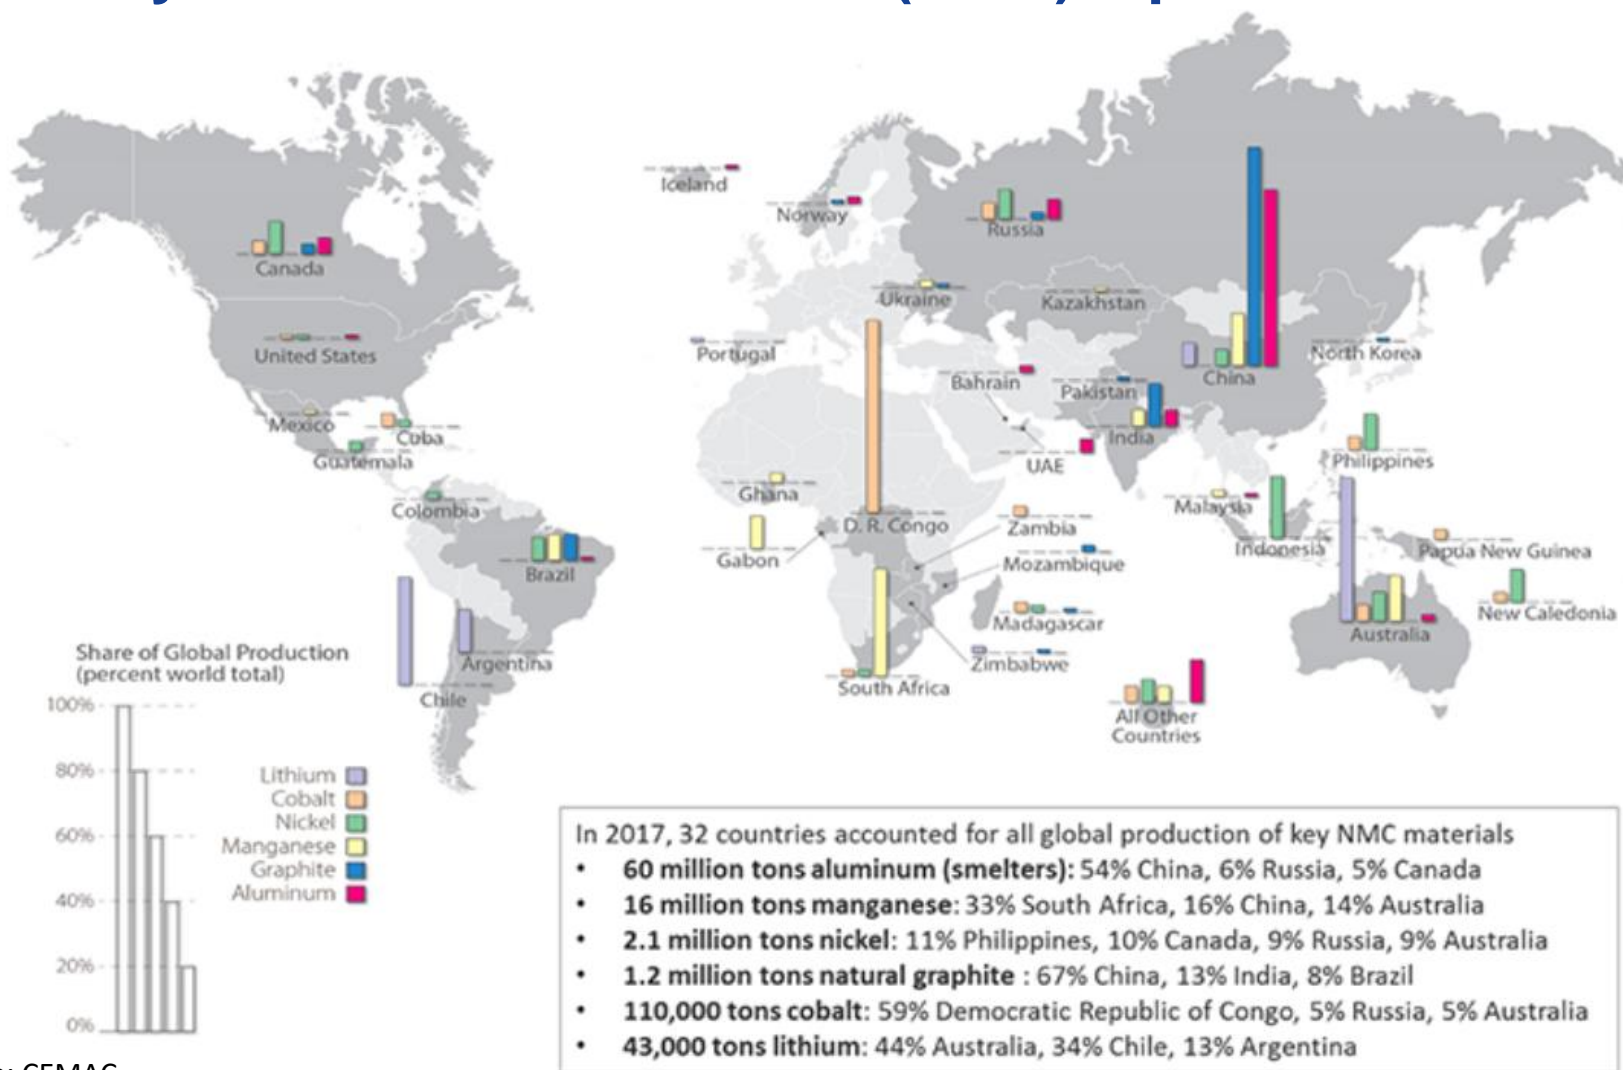 Iceland
Norway
Russia
Canada
Ukraine
Kazakhstan
United States
Portugal
North Korea
China
Bahrain
Pakistan
Mexico
Cuba
India
Guatemala
UAE
Philippines
Ghana
Colombia
Malaysia
D. R. Congo
Zambia
Indonesia
Papua New Guinea
Gabon
Mozambique
Brazil
New Caledonia
Madagascar
Australia
Argentina
Zimbabwe
South Africa
Chile
All Other
Countries
Share of Global Production
(percent world total)
100%
80%
60%
40%
20%
0%
Lithium
Cobalt
Nickel
Manganese
Graphite
Aluminum
In 2017, 32 countries accounted for all global production of key NMC materials
• 60 million tons aluminum (smelters): 54% China, 6% Russia, 5% Canada
• 16 million tons manganese: 33% South Africa, 16% China, 14% Australia
• 2.1 million tons nickel: 11% Philippines, 10% Canada, 9% Russia, 9% Australia
• 1.2 million tons natural graphite : 67% China, 13% India, 8% Brazil
• 110,000 tons cobalt: 59% Democratic Republic of Congo, 5% Russia, 5% Australia
• 43,000 tons lithium: 44% Australia, 34% Chile, 13% Argentina